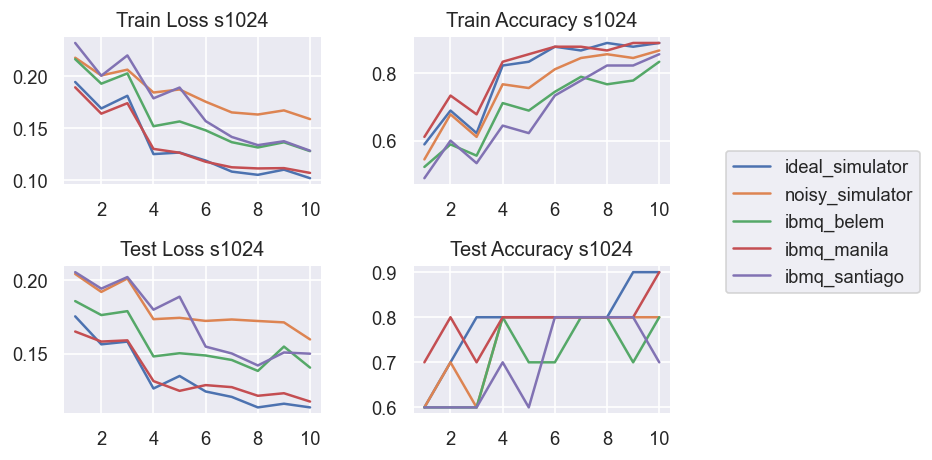 Train Loss s1024
Train Accuracy s1024
0.20
0.15
0.10
2 4 6 8 10
0.8
0.6
2 4 6 8 10
Test Loss s1024
Test Accuracy s1024
0.20
0.15
2 4 6 8 10
0.9
0.8
0.7
0.6
2 4 6 8 10
ideal_simulator
noisy_simulator
ibmq_belem
ibmq_manila
ibmq_santiago